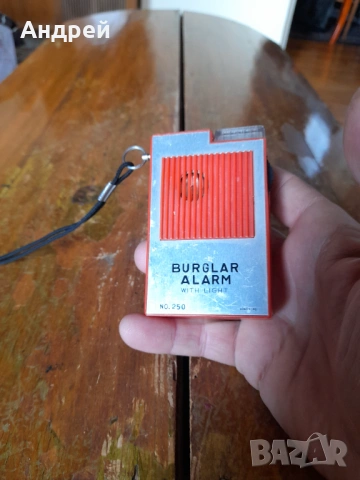 Андрей
BURGLAR
ALARM
WITH LIGHT
NO. 250
BAZAR